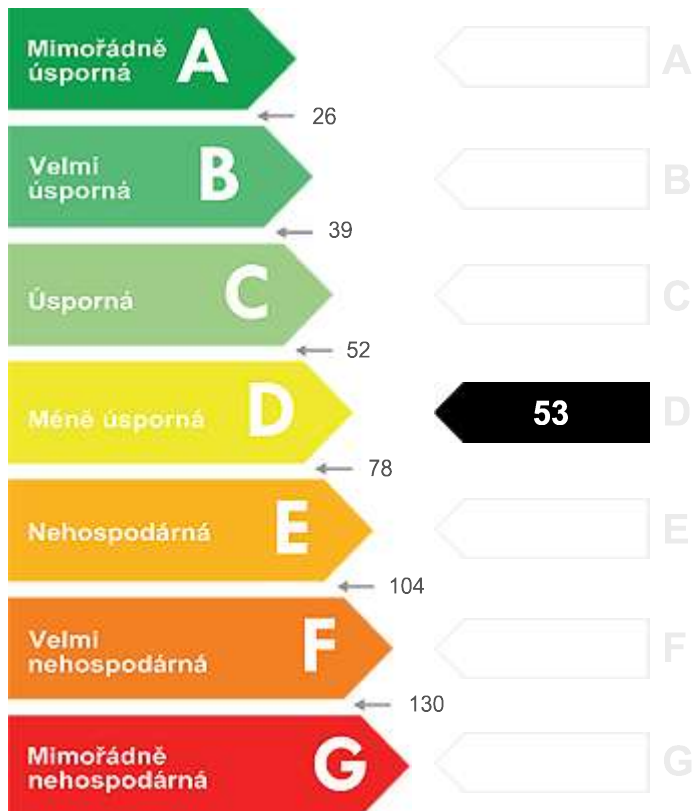 Mimořádně
úsporná
A
A
26
Velmi
úsporná
B
B
39
Úsporná
C
C
52
Méně úsporná
D
53
D
78
Nehospodárná
E
E
104
Velmi
nehospodárná
F
F
130
Mimořádně
nehospodárná
G
G